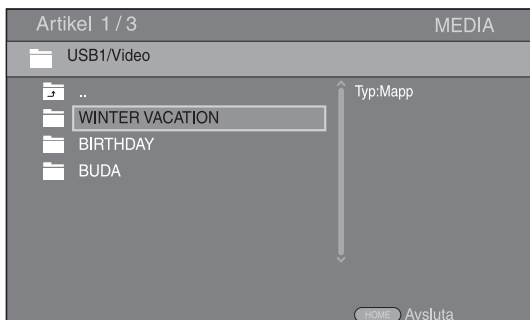 Artikel 1 / 3 MEDIA
USB1/Video
..
WINTER VACATION
BIRTHDAY
BUDA
Typ:Mapp
HOME Avsluta